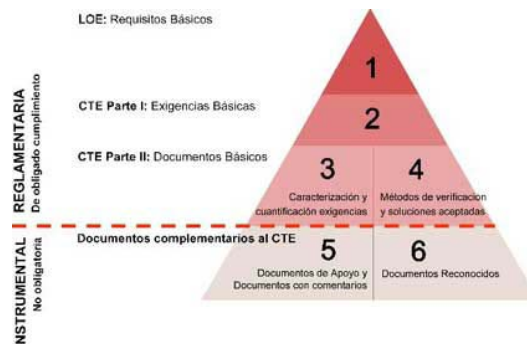 LOE: Requisitos Básicos
1
CTE Parte I: Exigencias Básicas
2
CTE Parte II: Documentos Básicos
3
Caracterización y
cuantificación exigencias
4
Métodos de verificación
y soluciones aceptadas
REGLAMENTARIA
De obligado cumplimiento
Documentos complementarios al CTE
5
Documentos de Apoyo y
Documentos con comentarios
6
Documentos Reconocidos
NSTRUMENTAL
No obligatoria